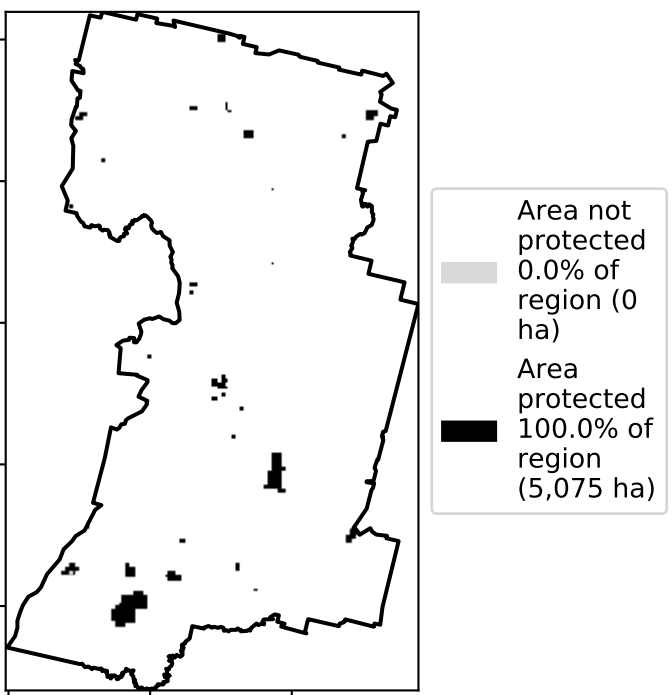 Area not
protected
0.0% of
region (0
ha)
Area
protected
100.0% of
region
(5,075 ha)